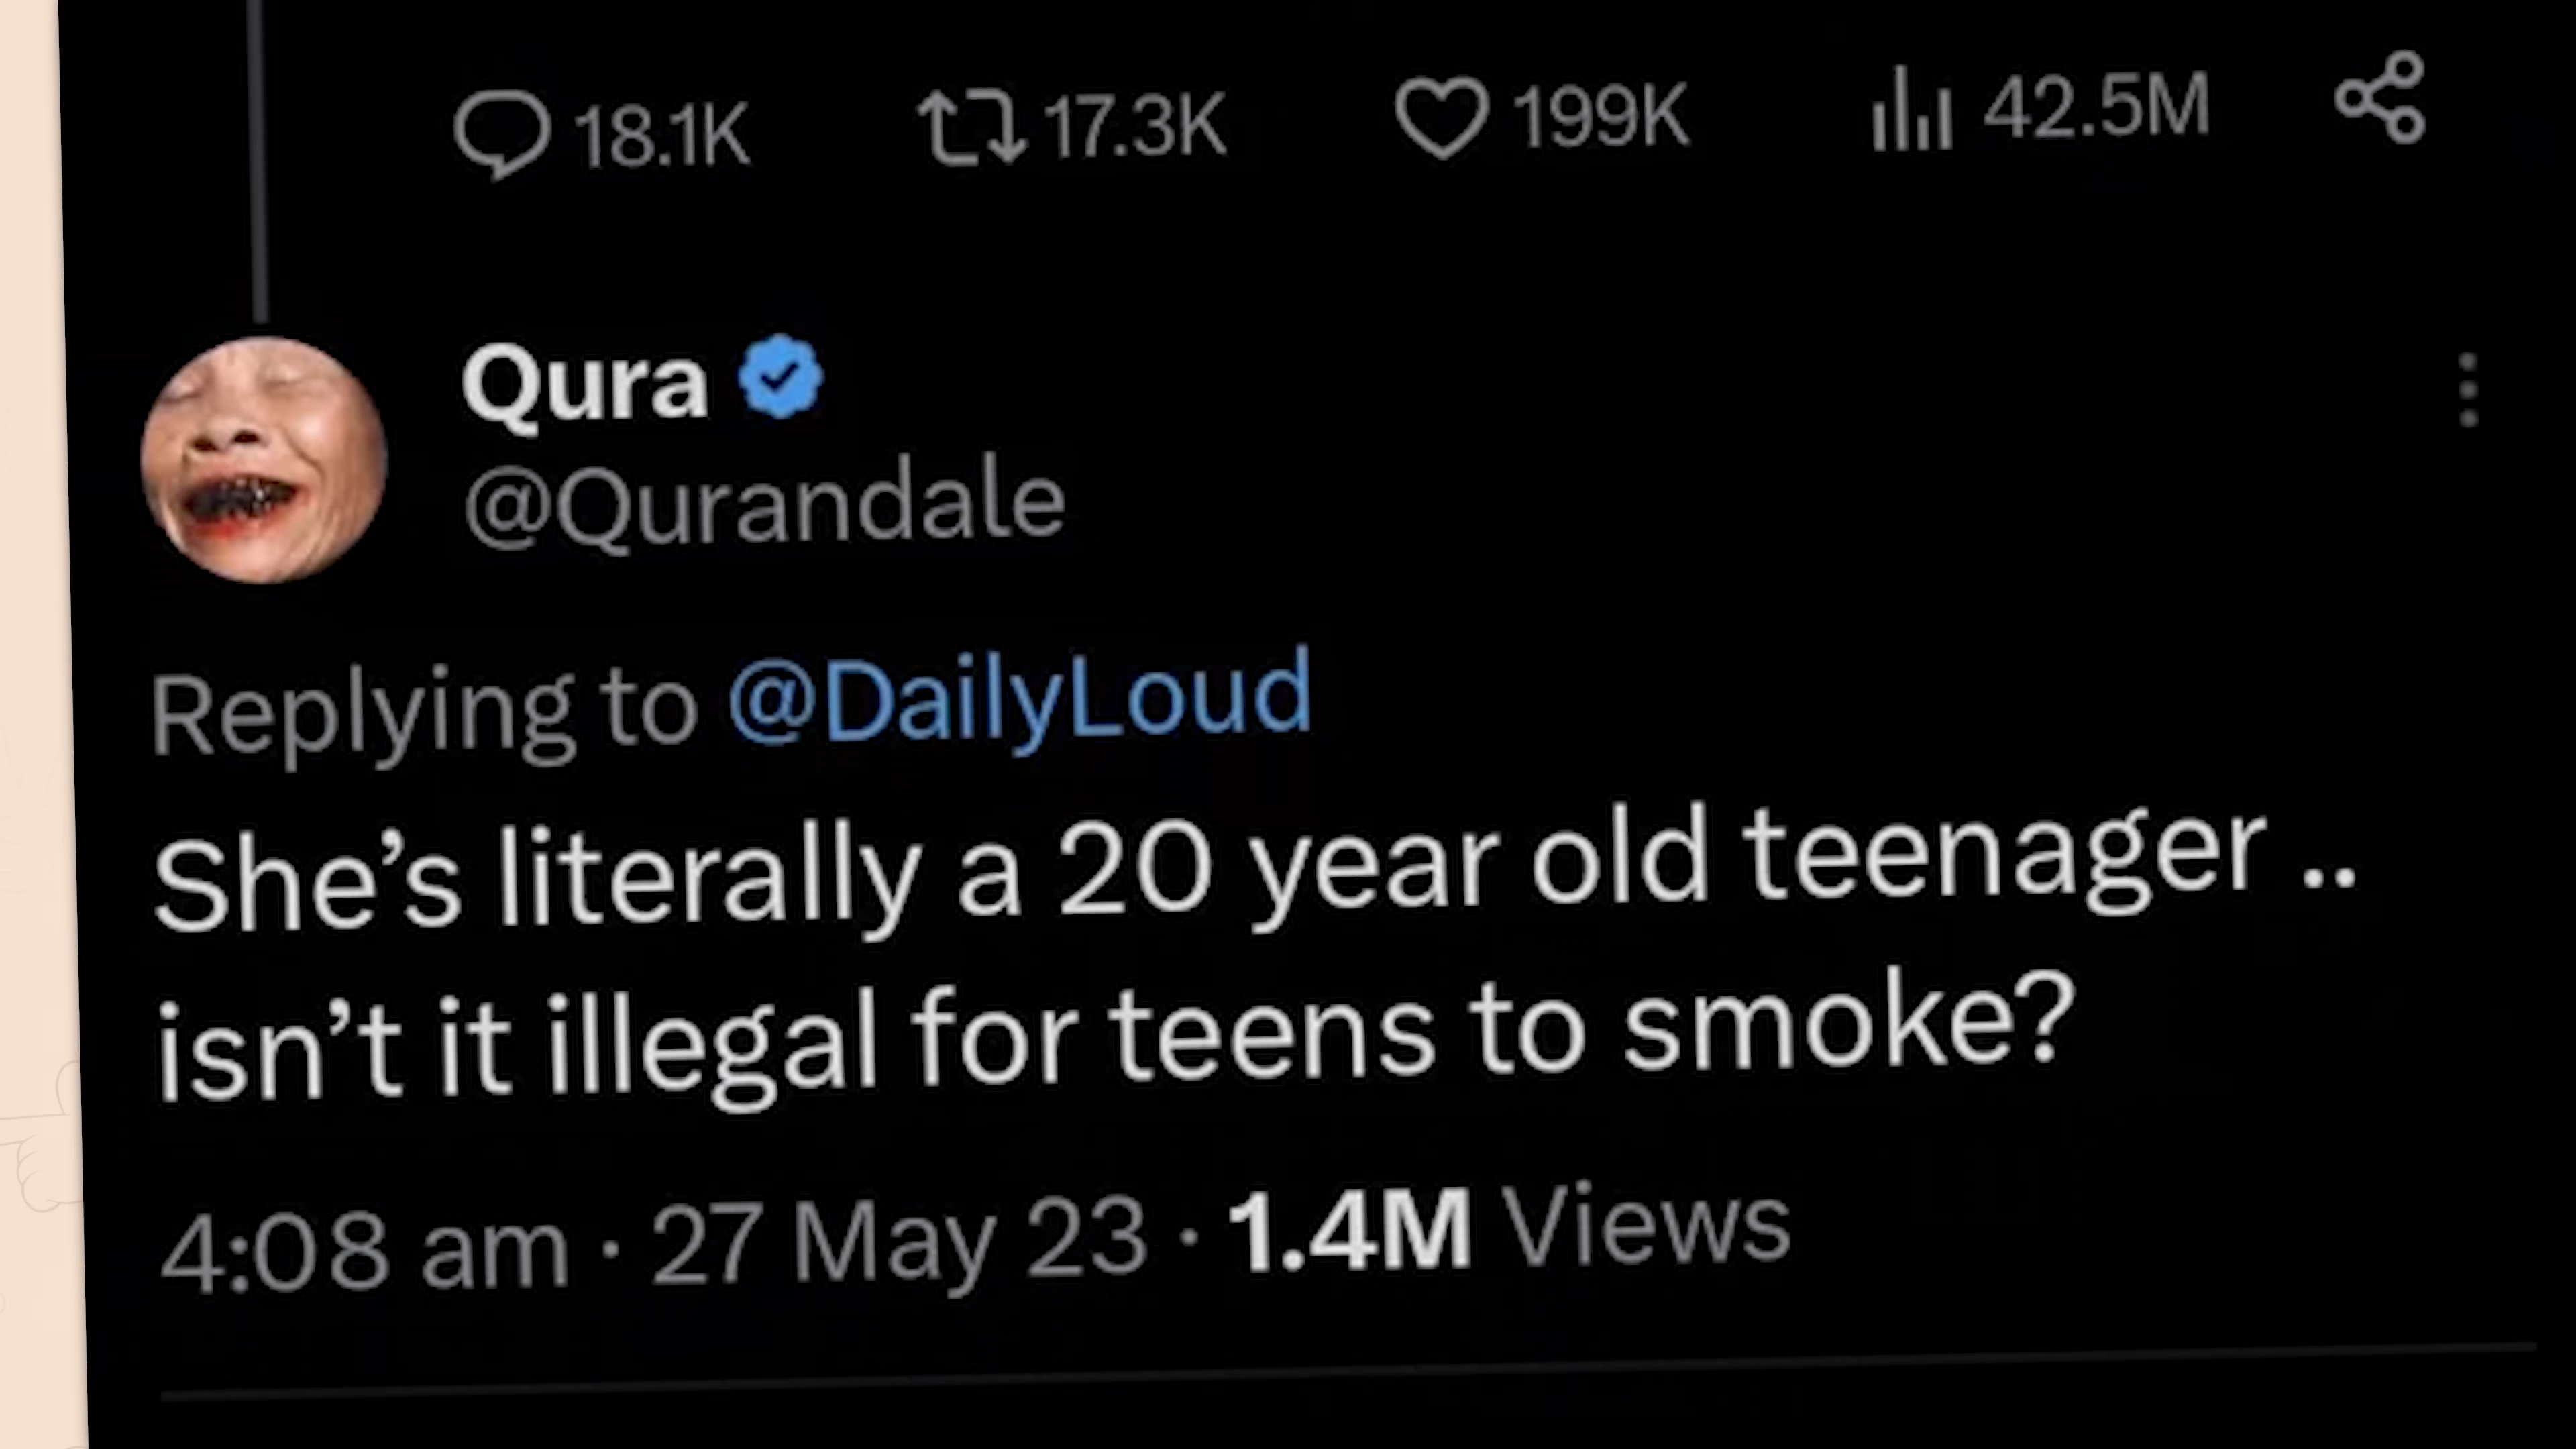 18.1K 17.3K 199K 42.5M
Qura
@Qurandale
Replying to @DailyLoud
She’s literally a 20 year old teenager ..
isn’t it illegal for teens to smoke?
4:08 am · 27 May 23 · 1.4M Views